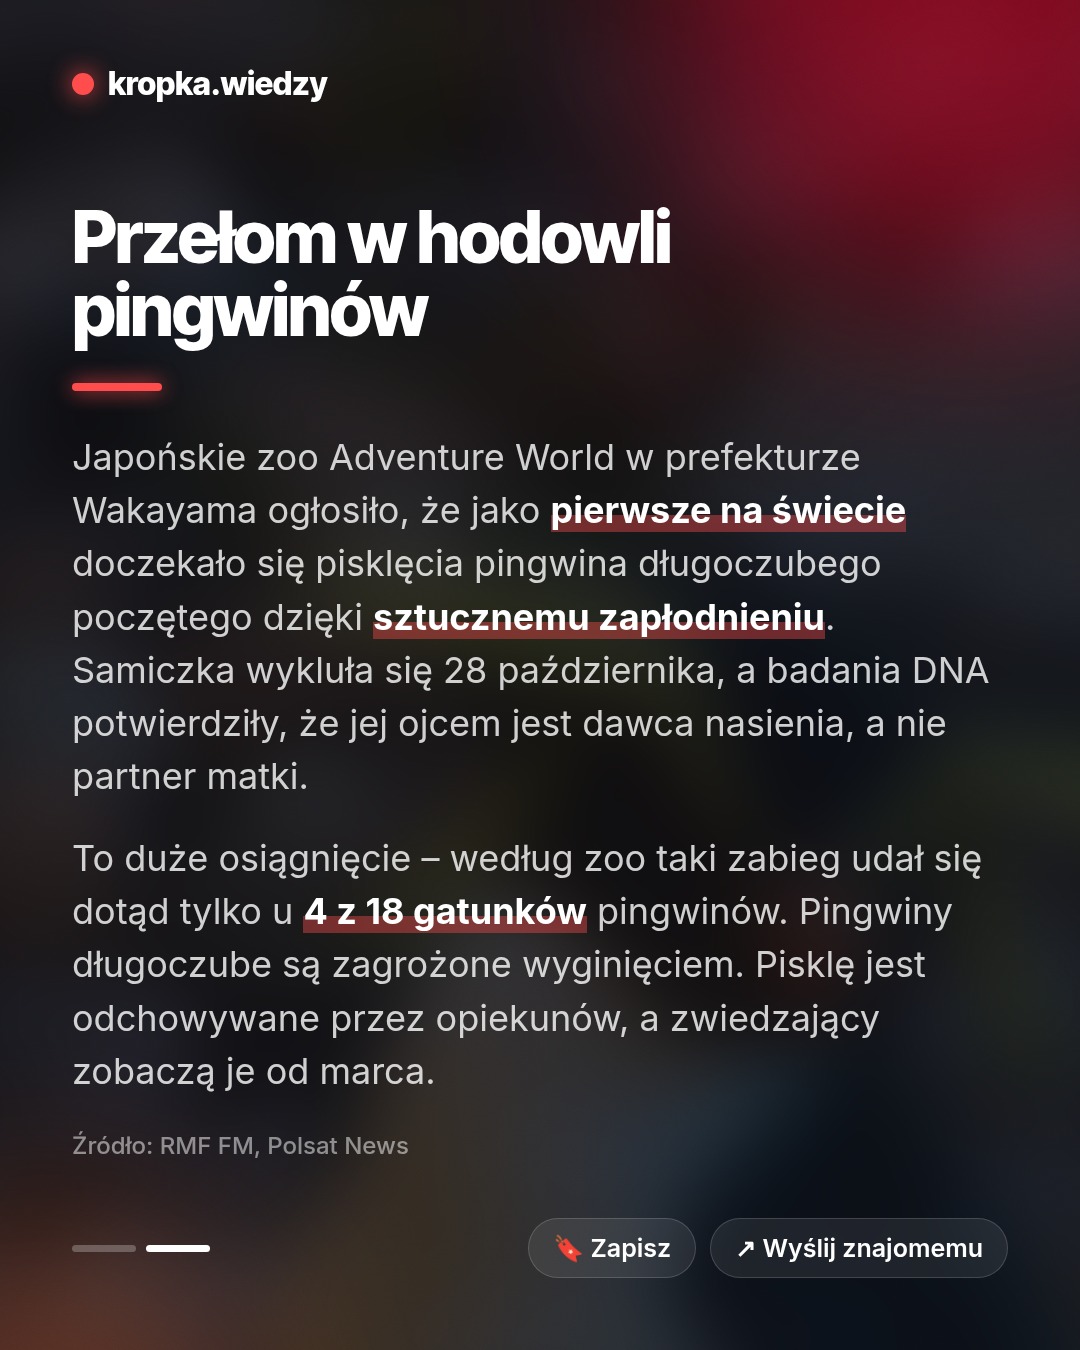 kropka.wiedzy
Przełom w hodowli
pingwinów
Japońskie zoo Adventure World w prefekturze
Wakayama ogłosiło, że jako pierwsze na świecie
doczekało się pisklęcia pingwina długoczubego
poczętego dzięki sztucznemu zapłodnieniu.
Samiczka wykluła się 28 października, a badania DNA
potwierdziły, że jej ojcem jest dawca nasienia, a nie
partner matki.
To duże osiągnięcie – według zoo taki zabieg udał się
dotąd tylko u 4 z 18 gatunków pingwinów. Pingwiny
długoczube są zagrożone wyginięciem. Pisklę jest
odchowywane przez opiekunów, a zwiedzający
zobaczą je od marca.
Źródło: RMF FM, Polsat News
🔖 Zapisz
↗ Wyślij znajomemu